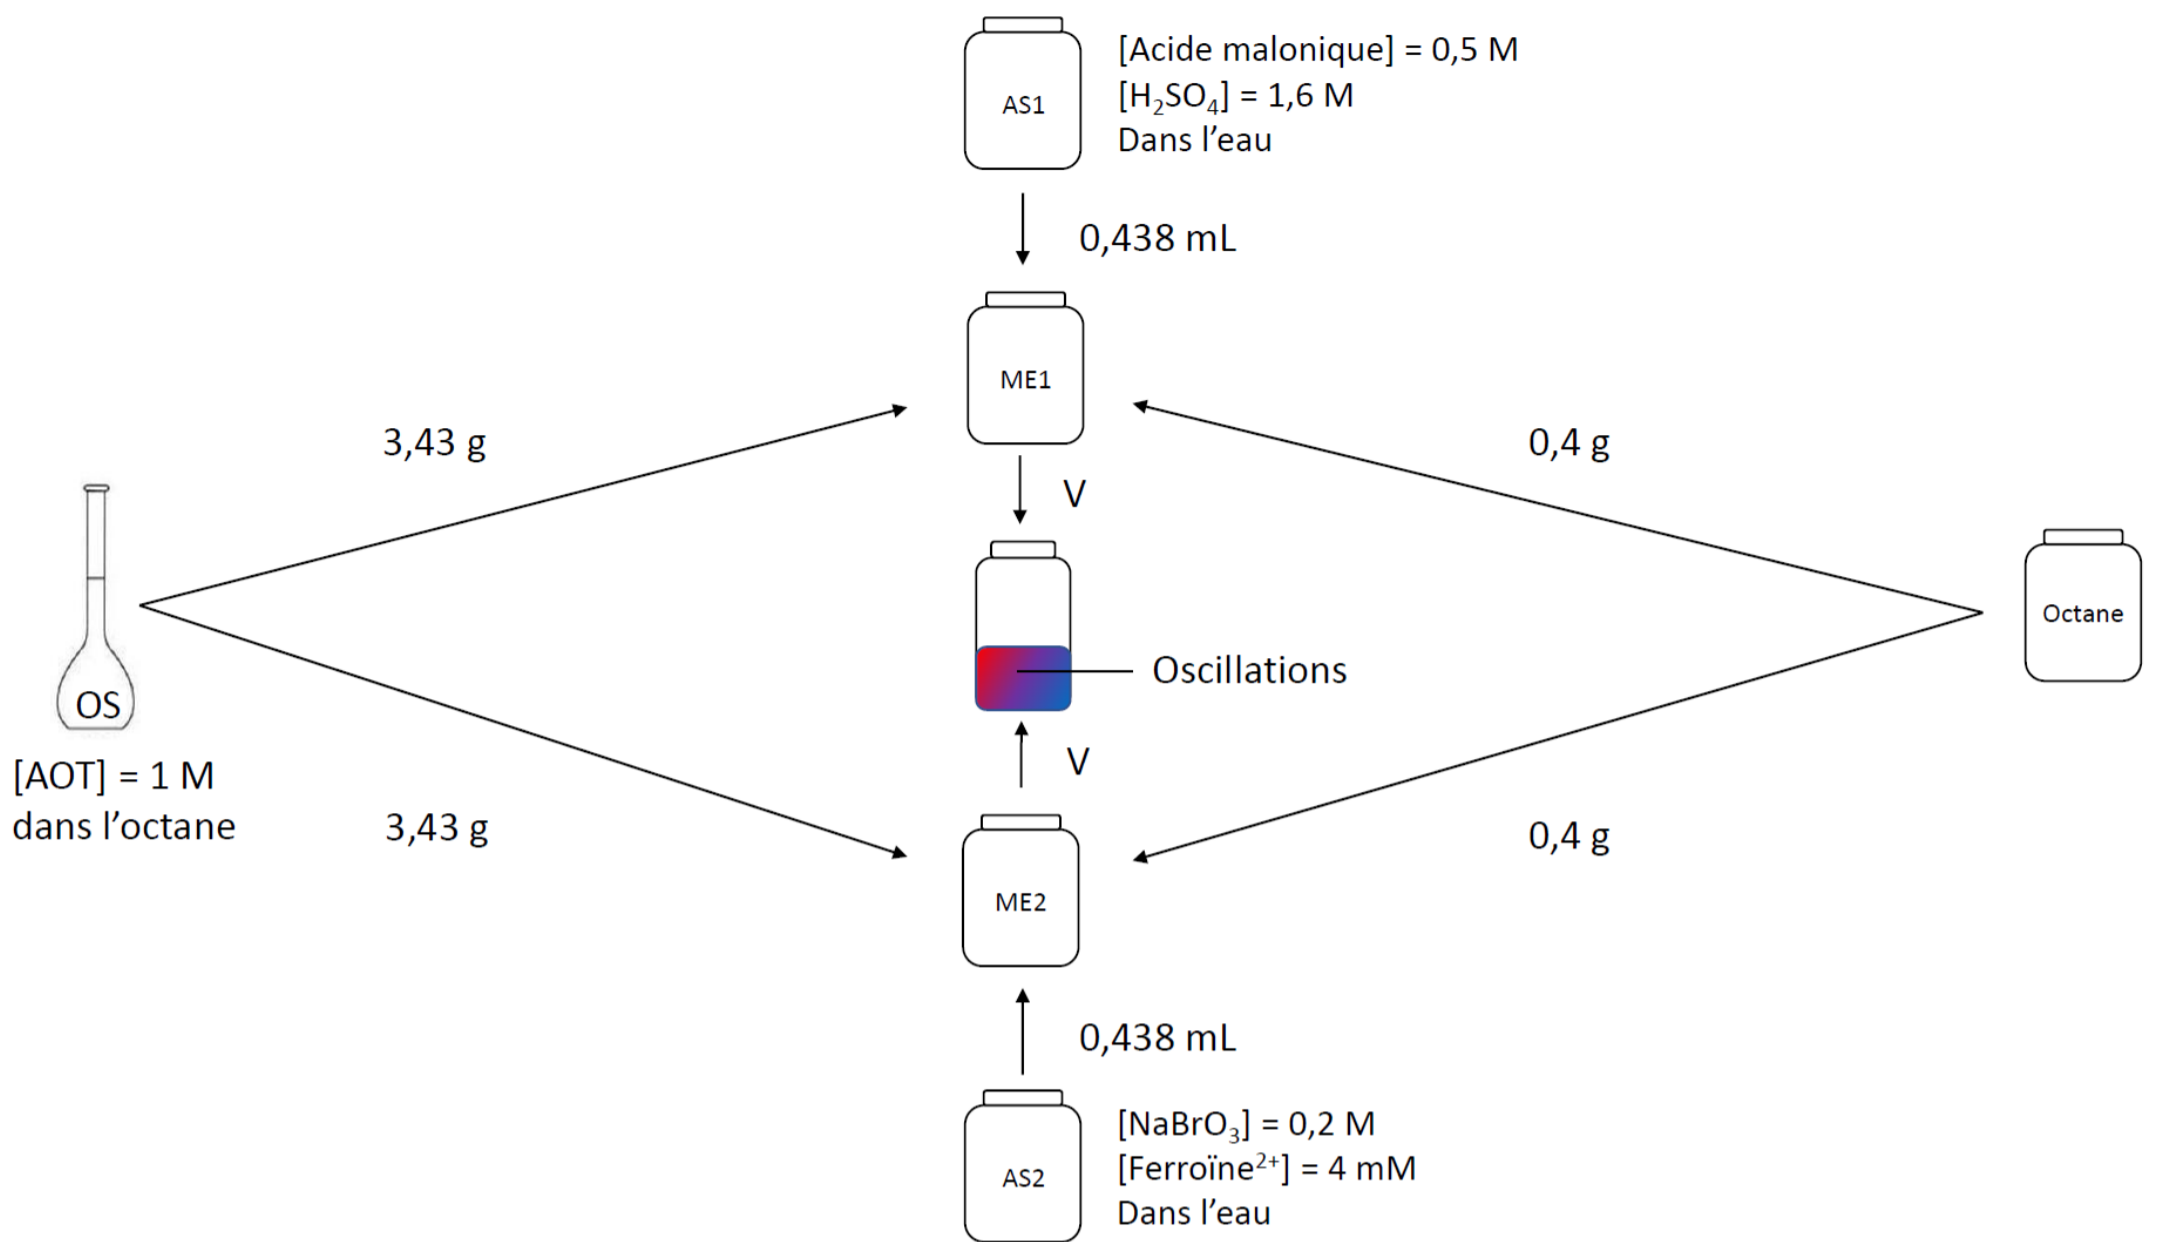 AS1
[Acide malonique] = 0,5 M
[H₂SO₄] = 1,6 M
Dans l’eau
0,438 mL
ME1
3,43 g
0,4 g
V
Octane
Oscillations
OS
[AOT] = 1 M
dans l’octane
V
3,43 g
0,4 g
ME2
0,438 mL
AS2
[NaBrO₃] = 0,2 M
[Ferroïne²⁺] = 4 mM
Dans l’eau